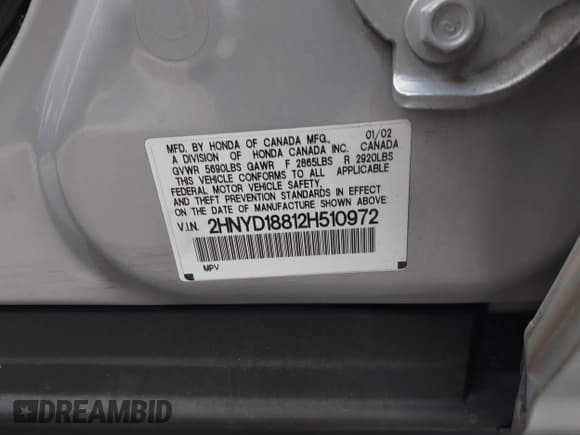 MFD. BY HONDA OF CANADA MFG., 01/02
A DIVISION OF HONDA CANADA INC. CANADA
GVWR 5690LBS GAWR F 2865LBS R 2920LBS
THIS VEHICLE CONFORMS TO ALL APPLICABLE
FEDERAL MOTOR VEHICLE SAFETY,
AND THEFT PREVENTION STANDARDS IN EFFECT
ON THE DATE OF MANUFACTURE SHOWN ABOVE:
V.I.N. 2HNYD18812H510972
MPV
DREAMBID